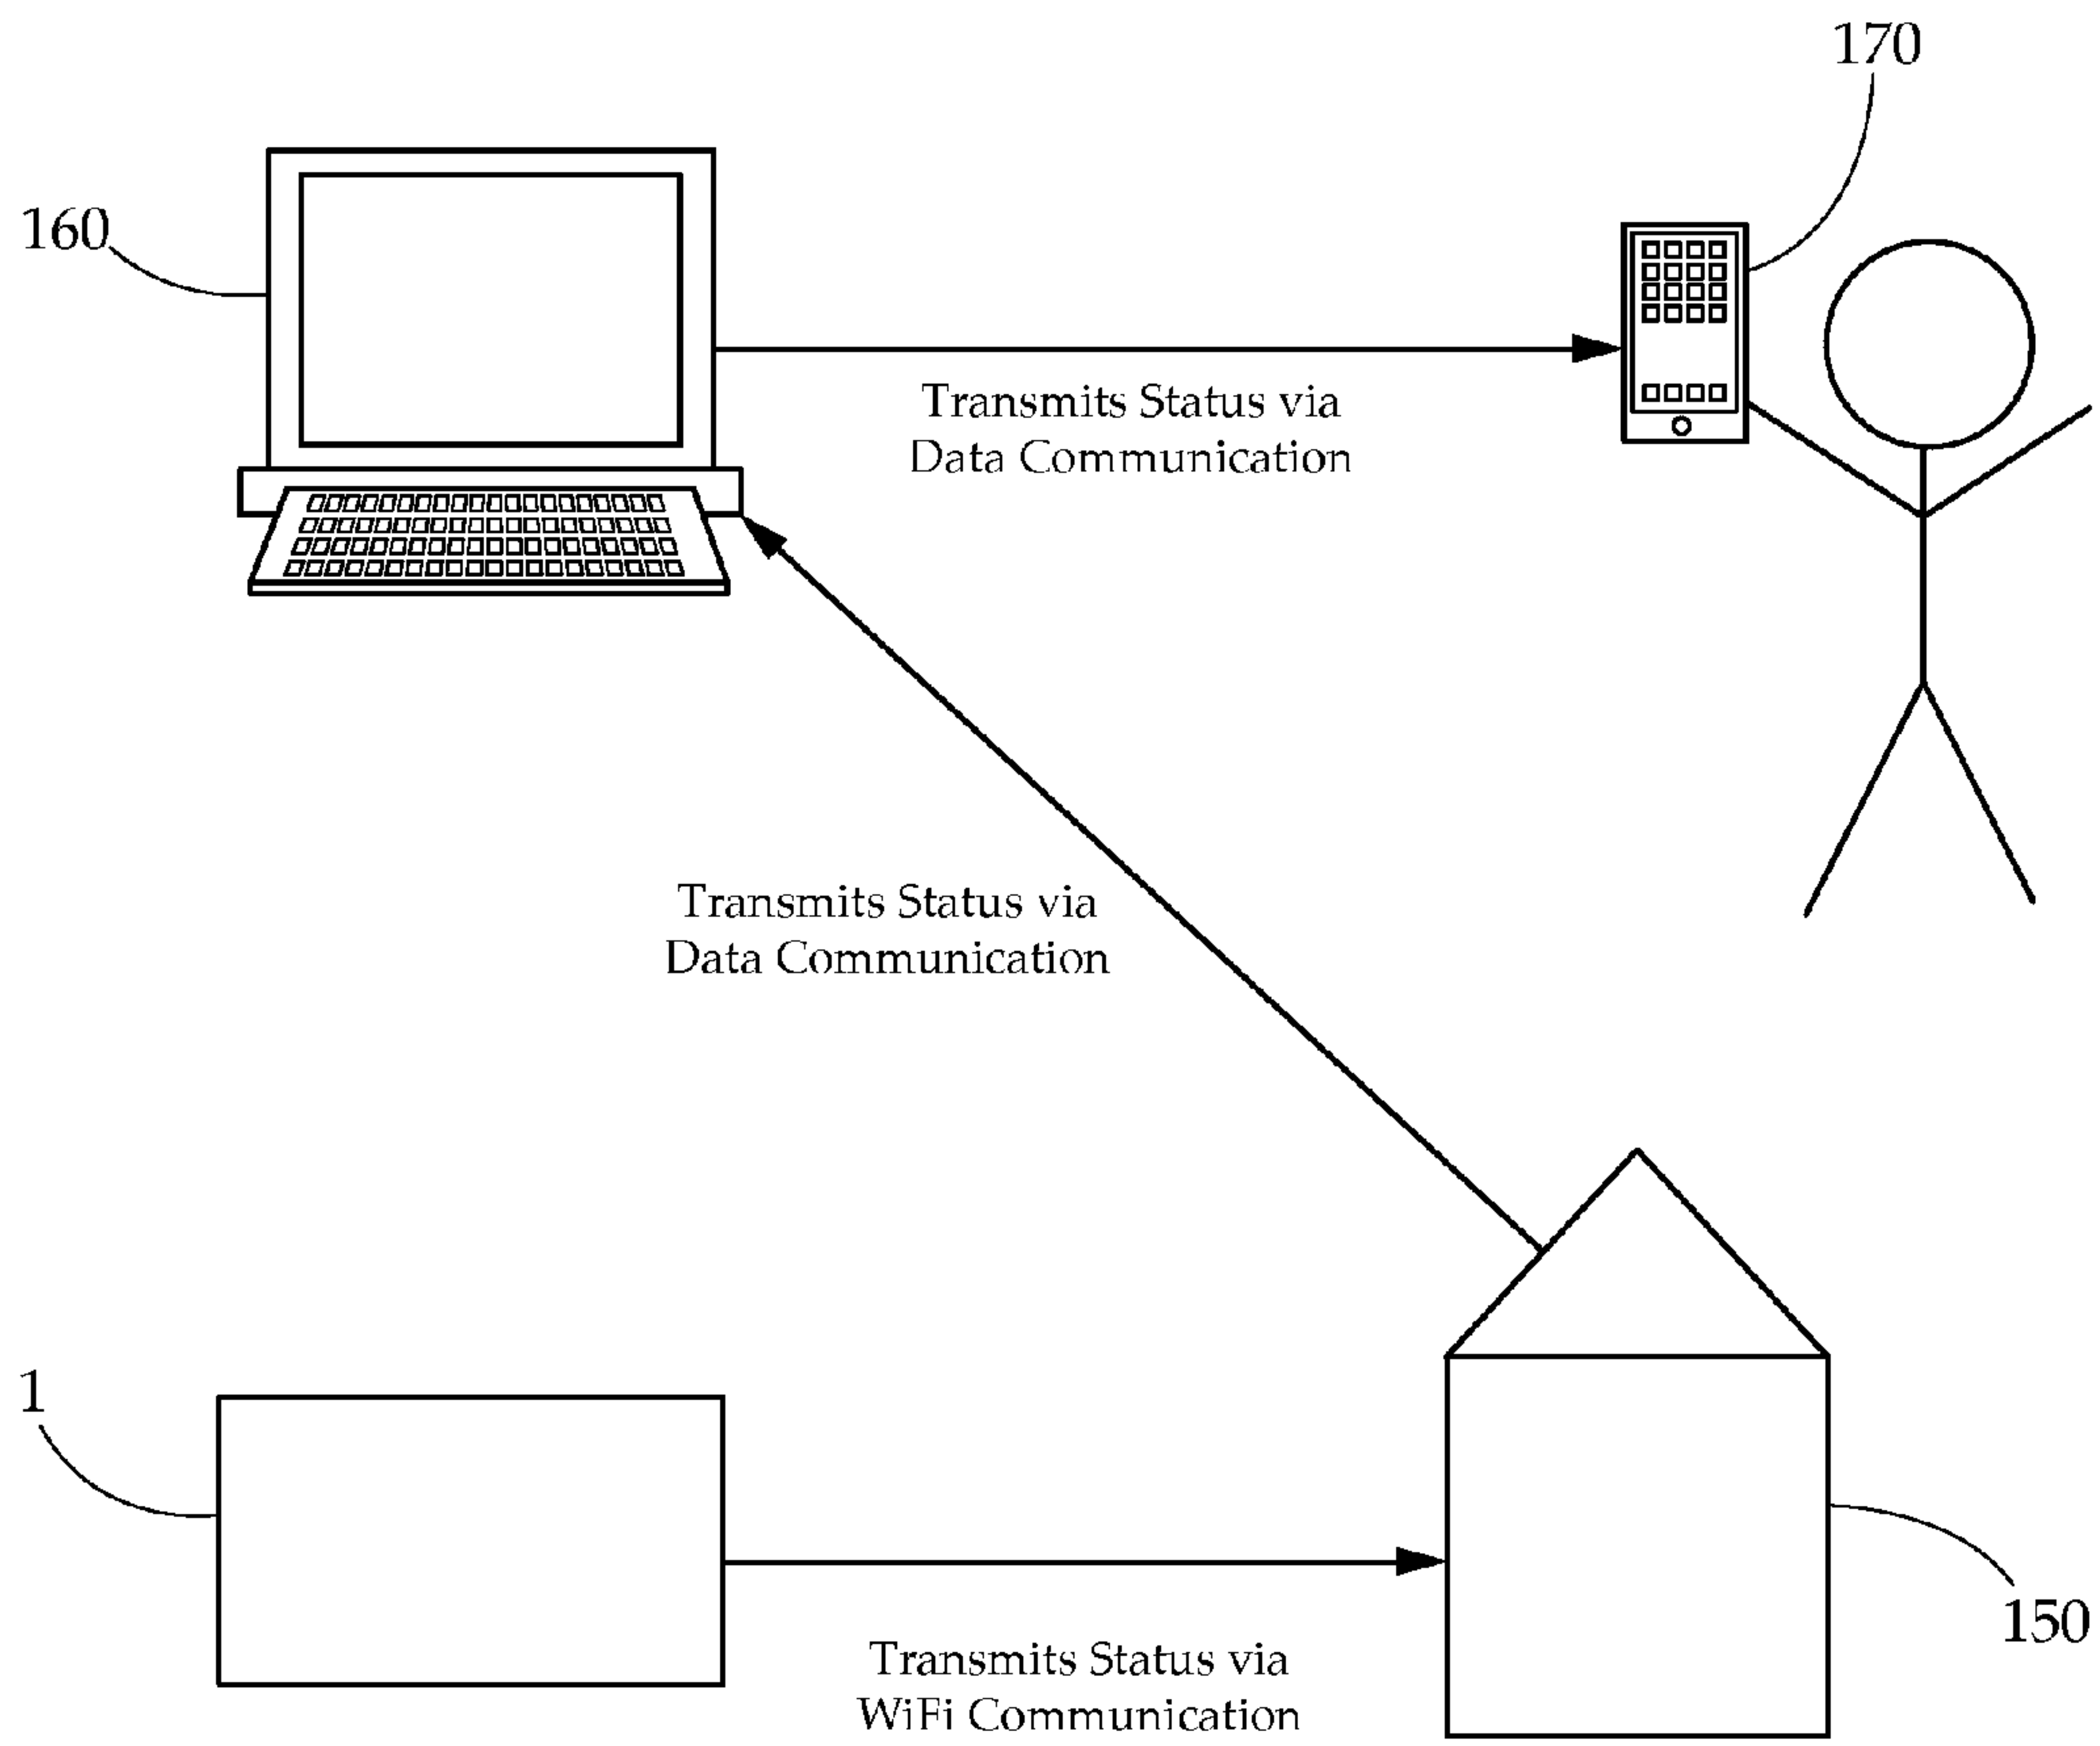 170
160
Transmits Status via
Data Communication
Transmits Status via
Data Communication
1
150
Transmits Status via
WiFi Communication